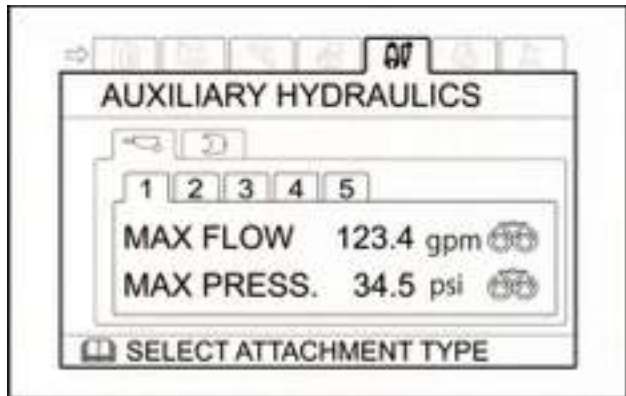 AUXILIARY HYDRAULICS
1 2 3 4 5
MAX FLOW 123.4 gpm
MAX PRESS. 34.5 psi
SELECT ATTACHMENT TYPE